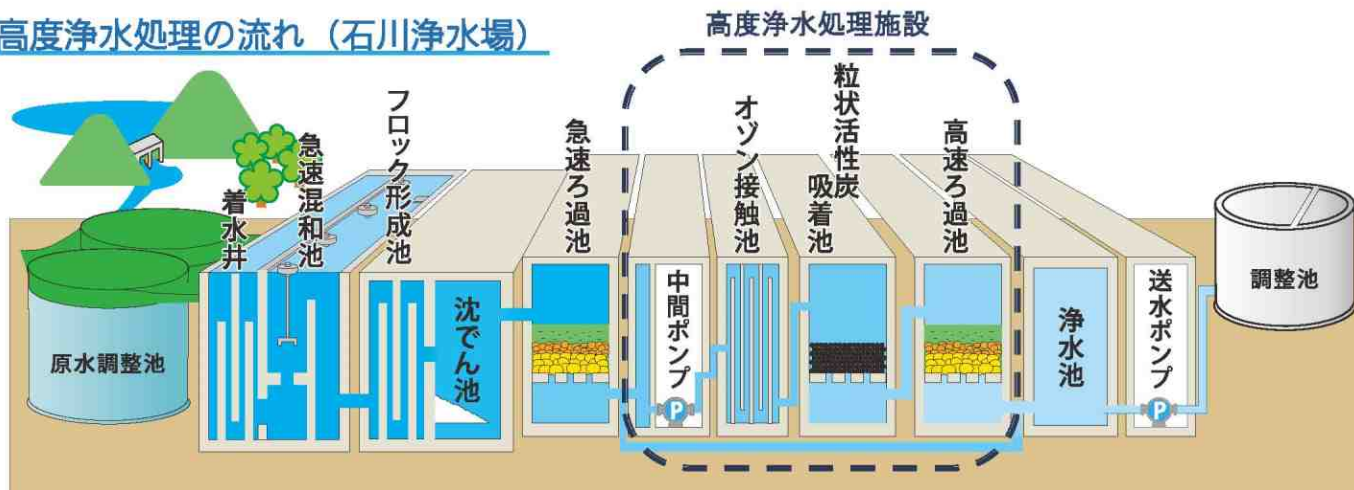 高度浄水処理の流れ（石川浄水場）
高度浄水処理施設
原水調整池
着水井
急速混和池
フロック形成池
沈でん池
急速ろ過池
中間ポンプ
P
オゾン接触池
粒状活性炭
吸着池
高速ろ過池
浄水池
送水ポンプ
P
調整池